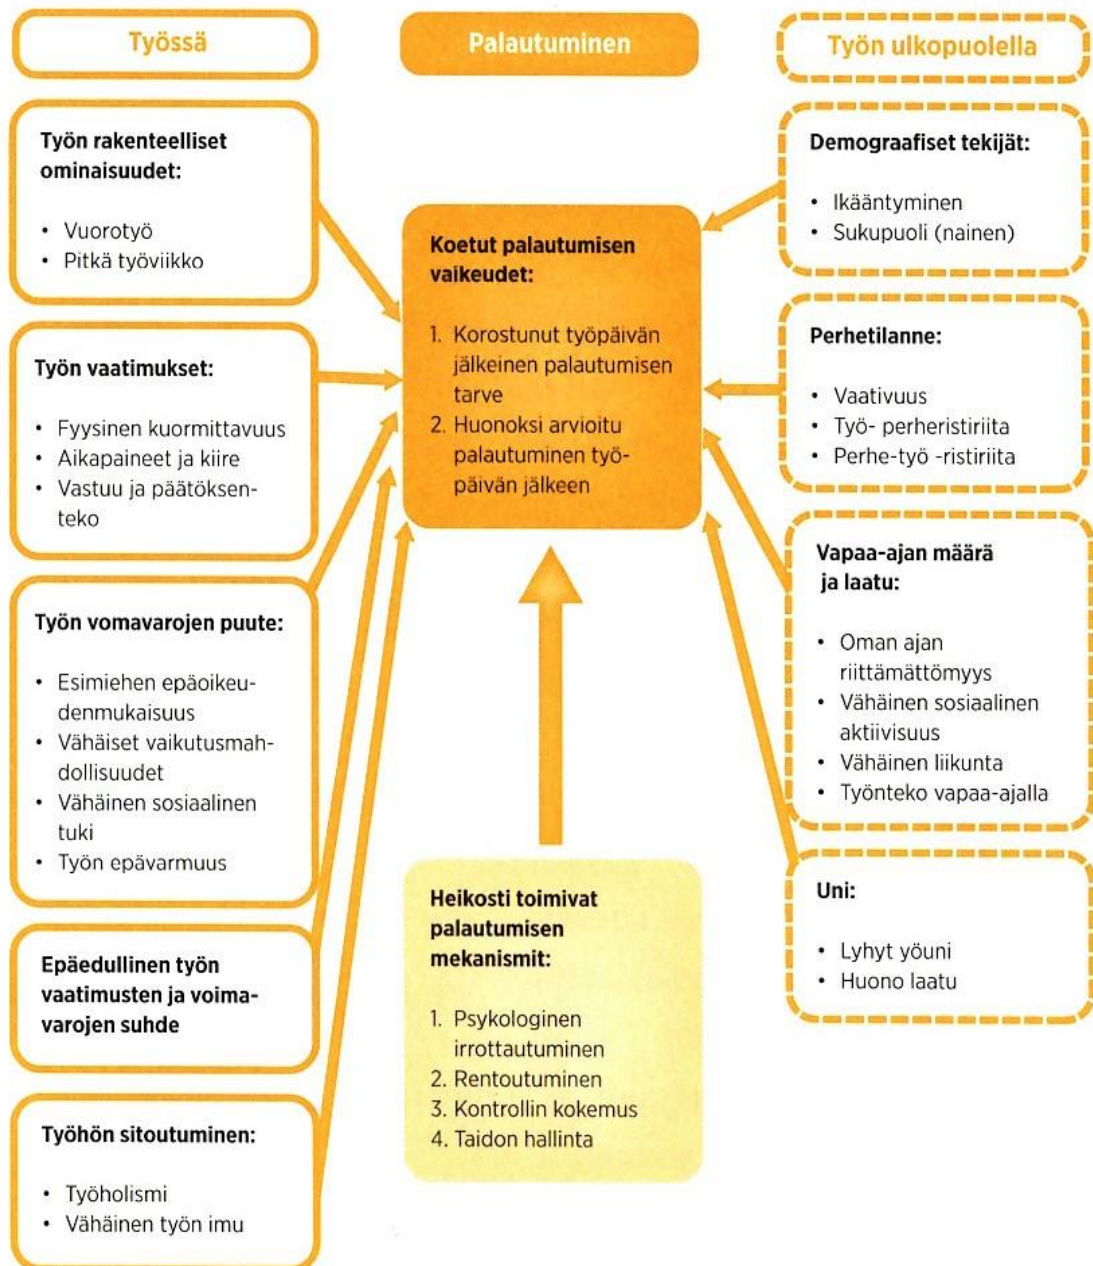 Työssä
Työn rakenteelliset
ominaisuudet:
• Vuorotyö
• Pitkä työviikko
Työn vaatimukset:
• Fyysinen kuormittavuus
• Aikapaineet ja kiire
• Vastuu ja päätöksen-
teko
Työn vomavarojen puute:
• Esimiehen epäoikeu-
denmukaisuus
• Vähäiset vaikutusmah-
dollisuudet
• Vähäinen sosiaalinen
tuki
• Työn epävarmuus
Epäedullinen työn
vaatimusten ja voima-
varojen suhde
Työhön sitoutuminen:
• Työholismi
• Vähäinen työn imu
Palautuminen
Koetut palautumisen
vaikeudet:
1. Korostunut työpäivän
jälkeinen palautumisen
tarve
2. Huonoksi arvioitu
palautuminen työ-
päivän jälkeen
Heikosti toimivat
palautumisen
mekanismit:
1. Psykologinen
irrottautuminen
2. Rentoutuminen
3. Kontrollin kokemus
4. Taidon hallinta
Työn ulkopuolella
Demograafiset tekijät:
• Ikääntyminen
• Sukupuoli (nainen)
Perhetilanne:
• Vaativuus
• Työ- perheristiriita
• Perhe-työ -ristiriita
Vapaa-ajan määrä
ja laatu:
• Oman ajan
riittämättömyys
• Vähäinen sosiaalinen
aktiivisuus
• Vähäinen liikunta
• Työnteko vapaa-ajalla
Uni:
• Lyhyt yöuni
• Huono laatu